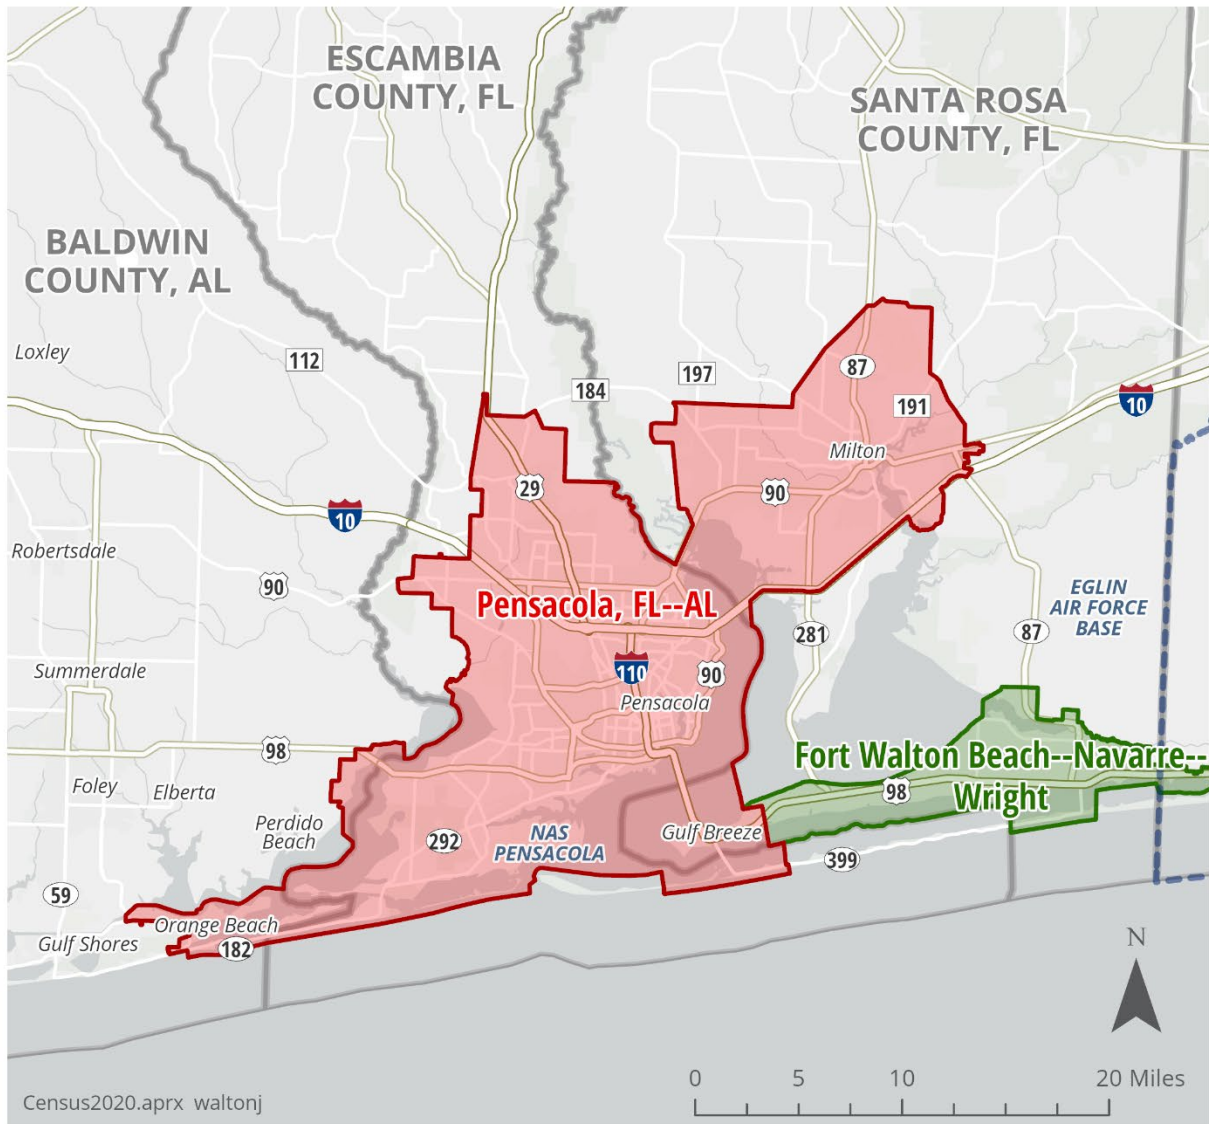 ESCAMBIA
COUNTY, FL
SANTA ROSA
COUNTY, FL
BALDWIN
COUNTY, AL
Loxley
112
184
197
87
191
10
Milton
29
90
10
Robertsdale
90
Pensacola, FL--AL
EGLIN
AIR FORCE
BASE
281
87
Summerdale
110
90
Pensacola
98
Fort Walton Beach--Navarre--
Wright
Foley
Elberta
98
Perdido
Beach
292
NAS
PENSACOLA
Gulf Breeze
399
59
Orange Beach
Gulf Shores
182
N
0 5 10 20 Miles
Census2020.aprx waltonj